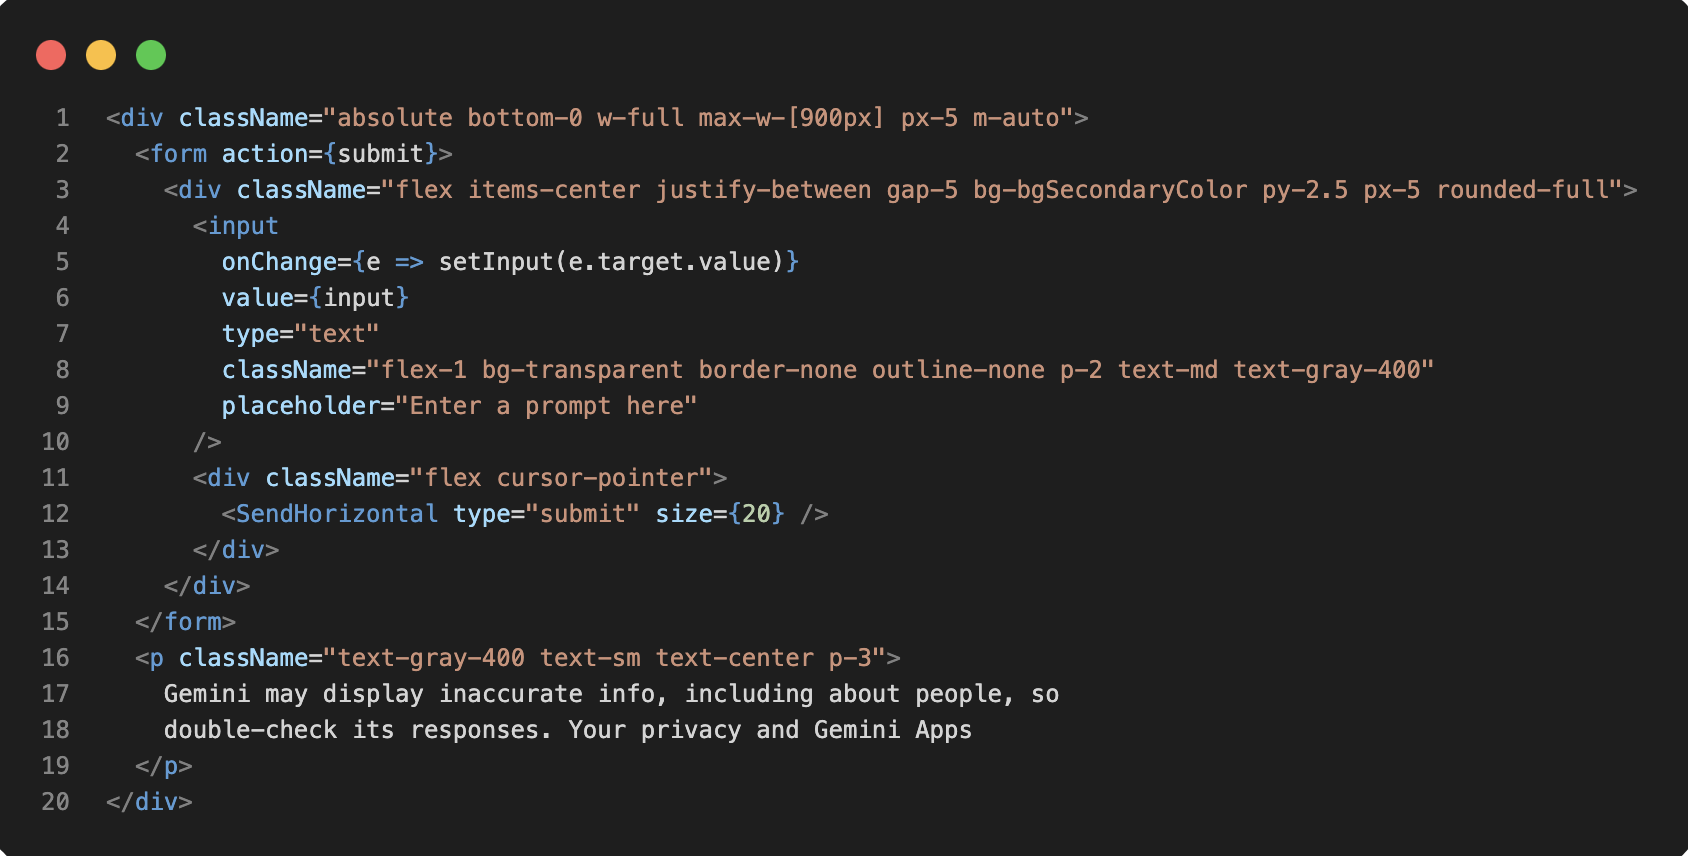 1 <div className="absolute bottom-0 w-full max-w-[900px] px-5 m-auto">
2 <form action={submit}>
3 <div className="flex items-center justify-between gap-5 bg-bgSecondaryColor py-2.5 px-5 rounded-full">
4 <input
5 onChange={e => setInput(e.target.value)}
6 value={input}
7 type="text"
8 className="flex-1 bg-transparent border-none outline-none p-2 text-md text-gray-400"
9 placeholder="Enter a prompt here"
10 />
11 <div className="flex cursor-pointer">
12 <SendHorizontal type="submit" size={20} />
13 </div>
14 </div>
15 </form>
16 <p className="text-gray-400 text-sm text-center p-3">
17 Gemini may display inaccurate info, including about people, so
18 double-check its responses. Your privacy and Gemini Apps
19 </p>
20 </div>